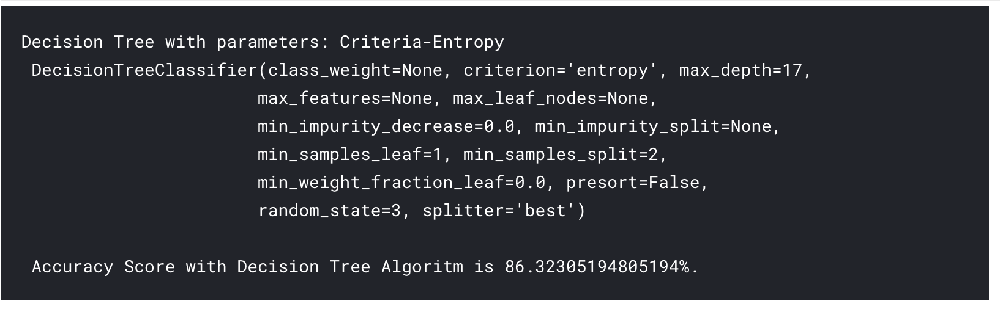 Decision Tree with parameters: Criteria-Entropy
DecisionTreeClassifier(class_weight=None, criterion='entropy', max_depth=17,
max_features=None, max_leaf_nodes=None,
min_impurity_decrease=0.0, min_impurity_split=None,
min_samples_leaf=1, min_samples_split=2,
min_weight_fraction_leaf=0.0, presort=False,
random_state=3, splitter='best')
Accuracy Score with Decision Tree Algoritm is 86.32305194805194%.